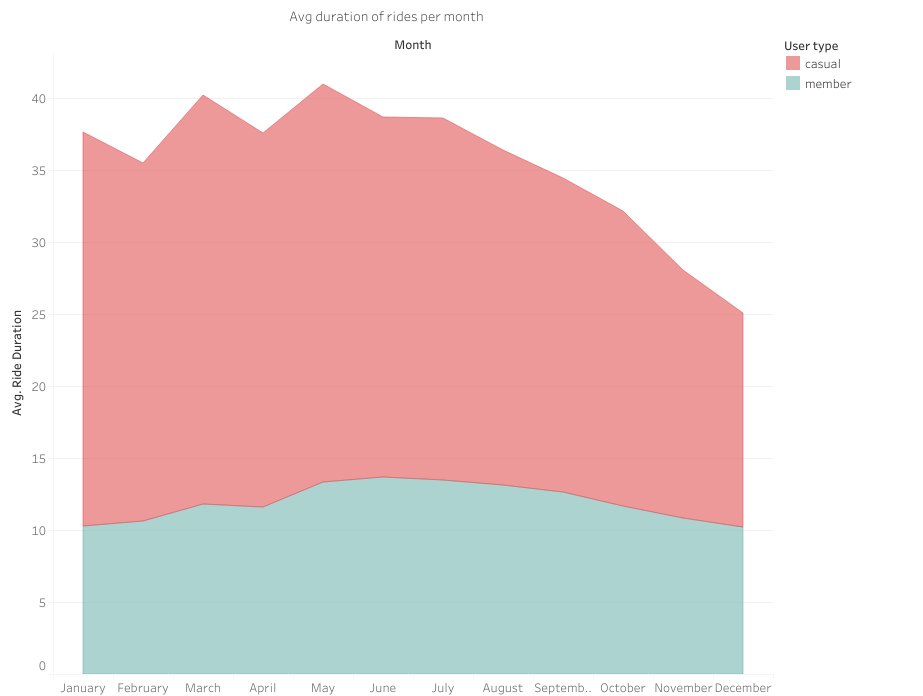 Avg duration of rides per month
Month
User type
casual
member
Avg. Ride Duration
40
35
30
25
20
15
10
5
0
January February March April May June July August Septemb.. October November December